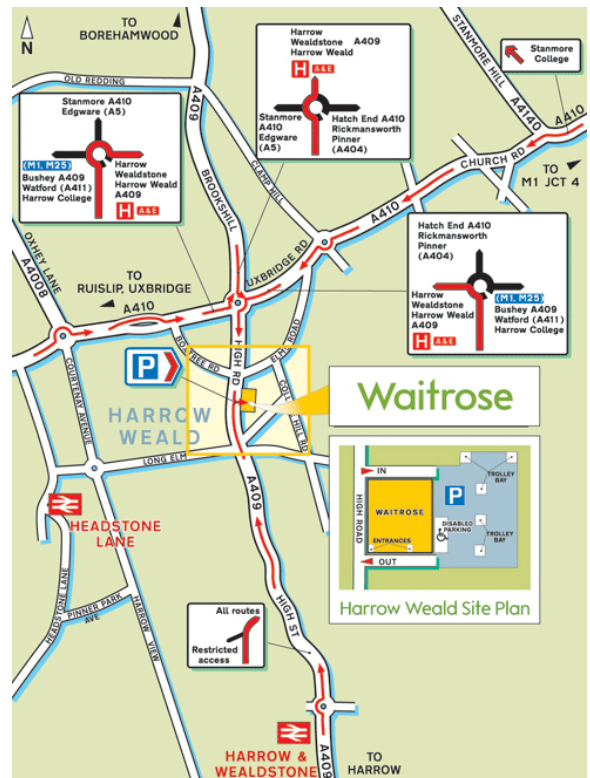 N
TO
BOREHAMWOOD
OLD REDDING
A409
BROOKSHILL
CLAMP HILL
Harrow
Wealdstone A409
Harrow Weald
H A&E
Stanmore
A410
Edgware
(A5)
Hatch End A410
Rickmansworth
Pinner
(A404)
STANMORE HILL
A4140
Stanmore
College
A410
CHURCH RD
TO
M1 JCT 4
Stanmore A410
Edgware (A5)
(M1, M25)
Bushey A409
Watford (A411)
Harrow College
Harrow
Wealdstone
Harrow Weald
A409
H A&E
A410
UXBRIDGE RD
Hatch End A410
Rickmansworth
Pinner
(A404)
Harrow
Wealdstone
Harrow Weald
A409
H A&E
(M1, M25)
Bushey A409
Watford (A411)
Harrow College
OXHEY LANE
A4008
TO
RUISLIP, UXBRIDGE
A410
BOXTREE RD
HIGH RD
ELMS ROAD
COLLEGE HILL RD
P
HARROW
WEALD
COURTENAY AVENUE
LONG ELM
Waitrose
IN
HIGH ROAD
WAITROSE
ENTRANCES
P
DISABLED
PARKING
TROLLEY
BAY
TROLLEY
BAY
OUT
Harrow Weald Site Plan
A409
HEADSTONE
LANE
HEADSTONE LANE
PINNER PARK
AVE
HARROW VIEW
HIGH ST
All routes
Restricted
access
HARROW &
WEALDSTONE
A409
TO
HARROW